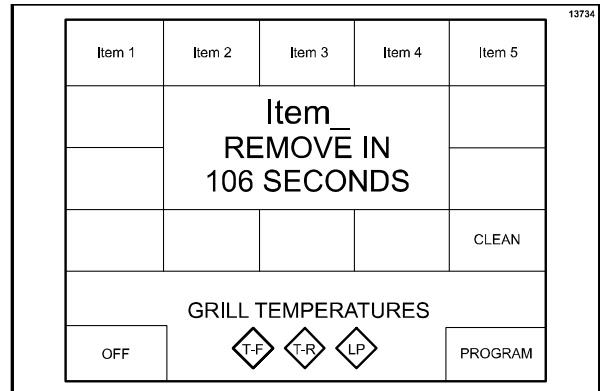 13734
Item 1 Item 2 Item 3 Item 4 Item 5
Item_
REMOVE IN
106 SECONDS
CLEAN
GRILL TEMPERATURES
OFF T-F T-R LP PROGRAM